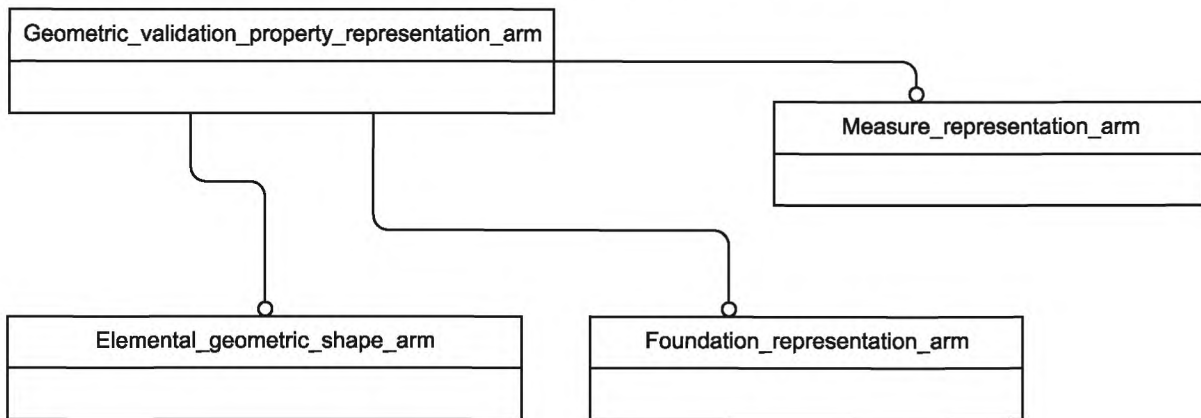 Geometric_validation_property_representation_arm
Measure_representation_arm
Elemental_geometric_shape_arm
Foundation_representation_arm